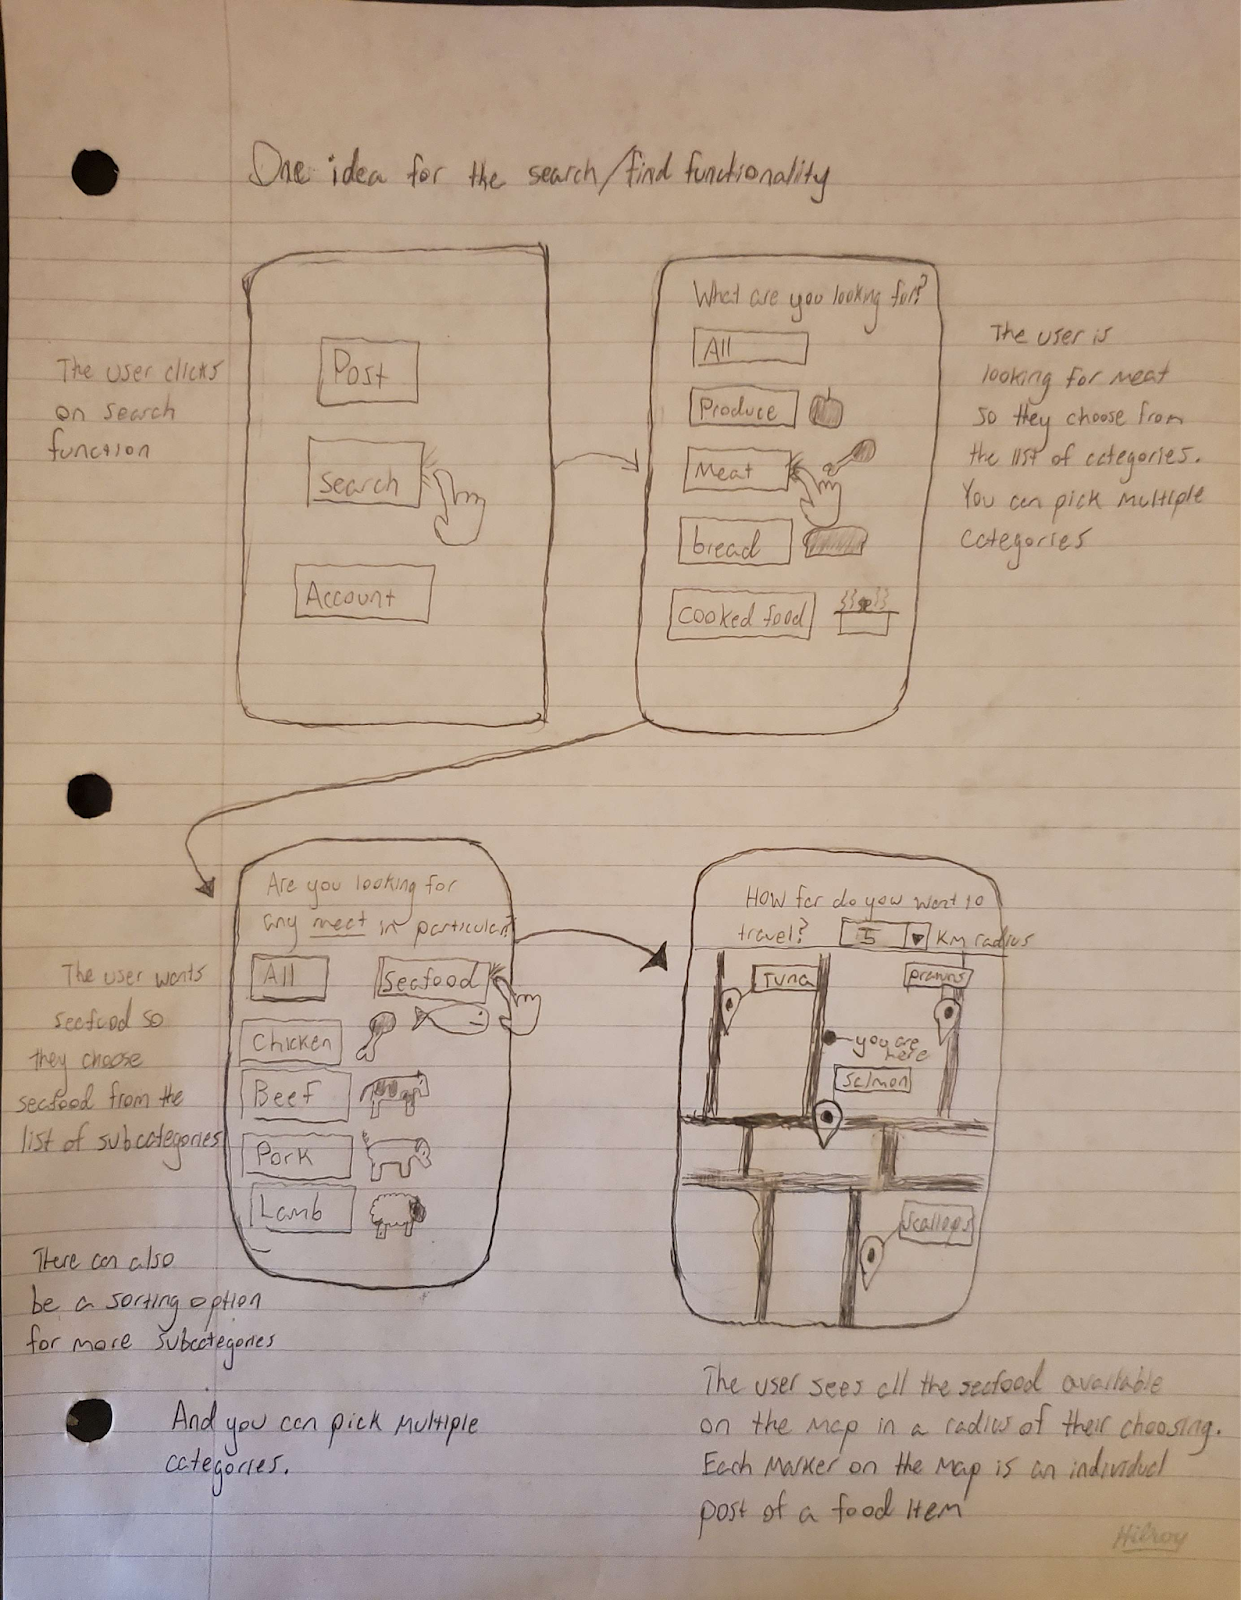 One idea for the search/find functionality
The user clicks
on search
function
Post
Search
Account
What are you looking for?
All
Produce
Meat
bread
Cooked food
The user is
looking for meat
so they choose from
the list of categories.
You can pick multiple
categories
The user wants
seafood so
they choose
seafood from the
list of subcategories
There can also
be a sorting option
for more subcategories
And you can pick multiple
categories.
Are you looking for
any meat in particular?
All
Seafood
Chicken
Beef
Pork
Lamb
How far do you want to
travel? 5 KM radius
Tuna
prawns
you are
here
Salmon
Scallops
The user sees all the seafood available
on the map in a radius of their choosing.
Each marker on the map is an individual
post of a food item
Hilroy